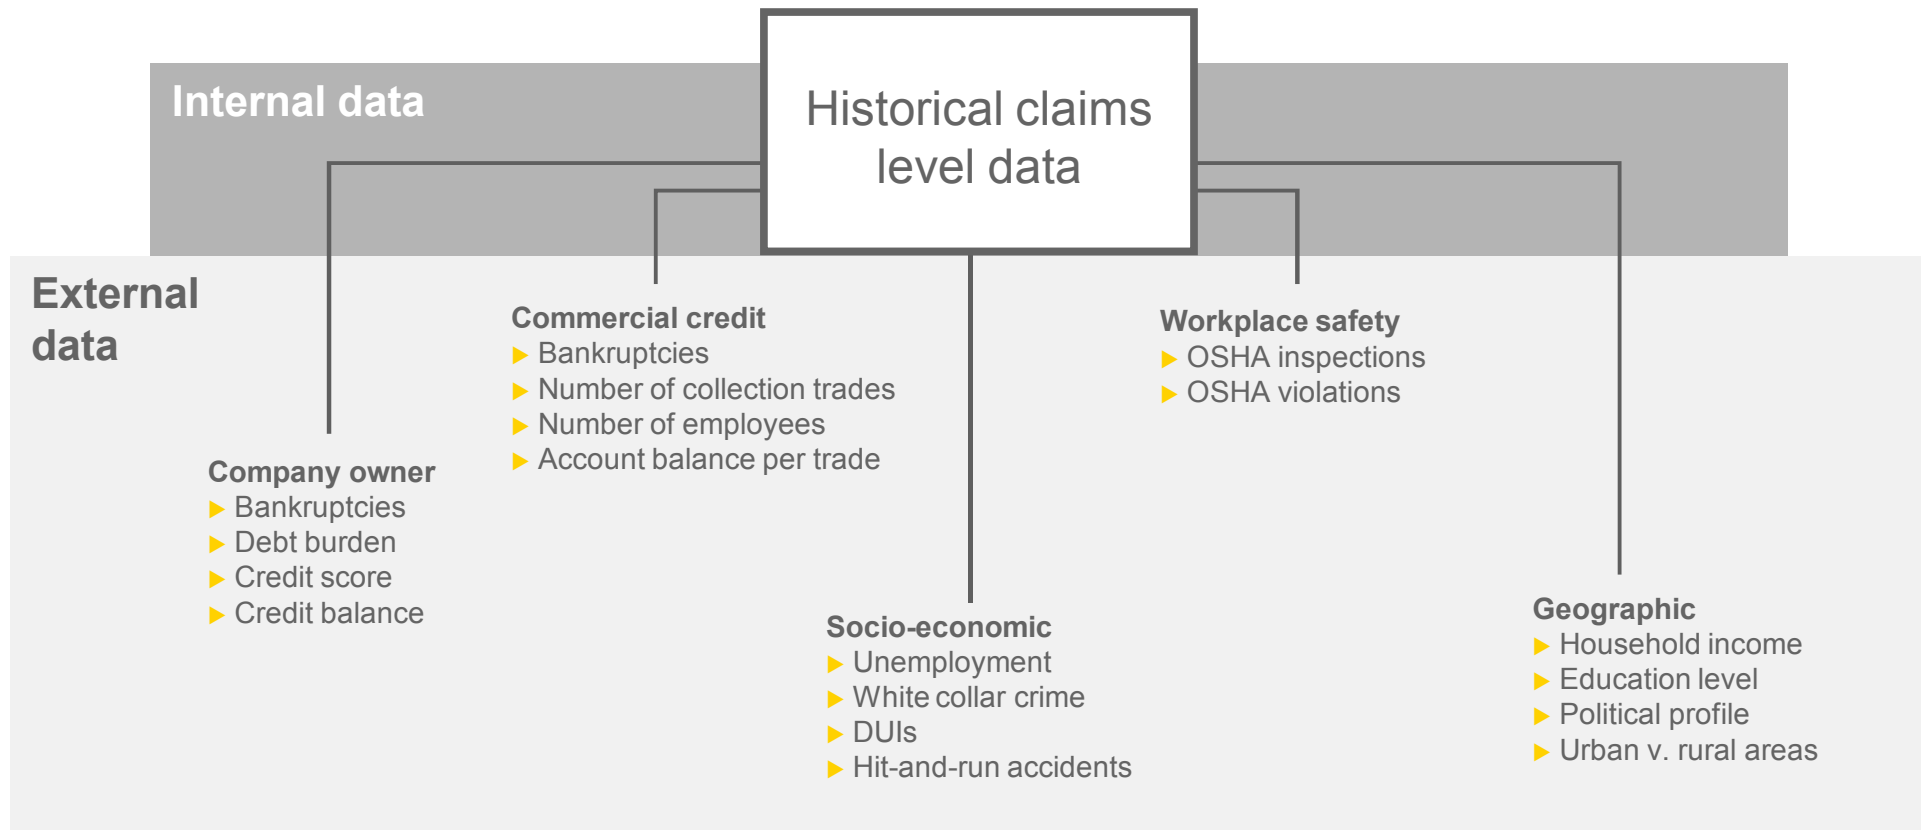 Internal data
Historical claims
level data
External
data
Company owner
Bankruptcies
Debt burden
Credit score
Credit balance
Commercial credit
Bankruptcies
Number of collection trades
Number of employees
Account balance per trade
Socio-economic
Unemployment
White collar crime
DUIs
Hit-and-run accidents
Workplace safety
OSHA inspections
OSHA violations
Geographic
Household income
Education level
Political profile
Urban v. rural areas